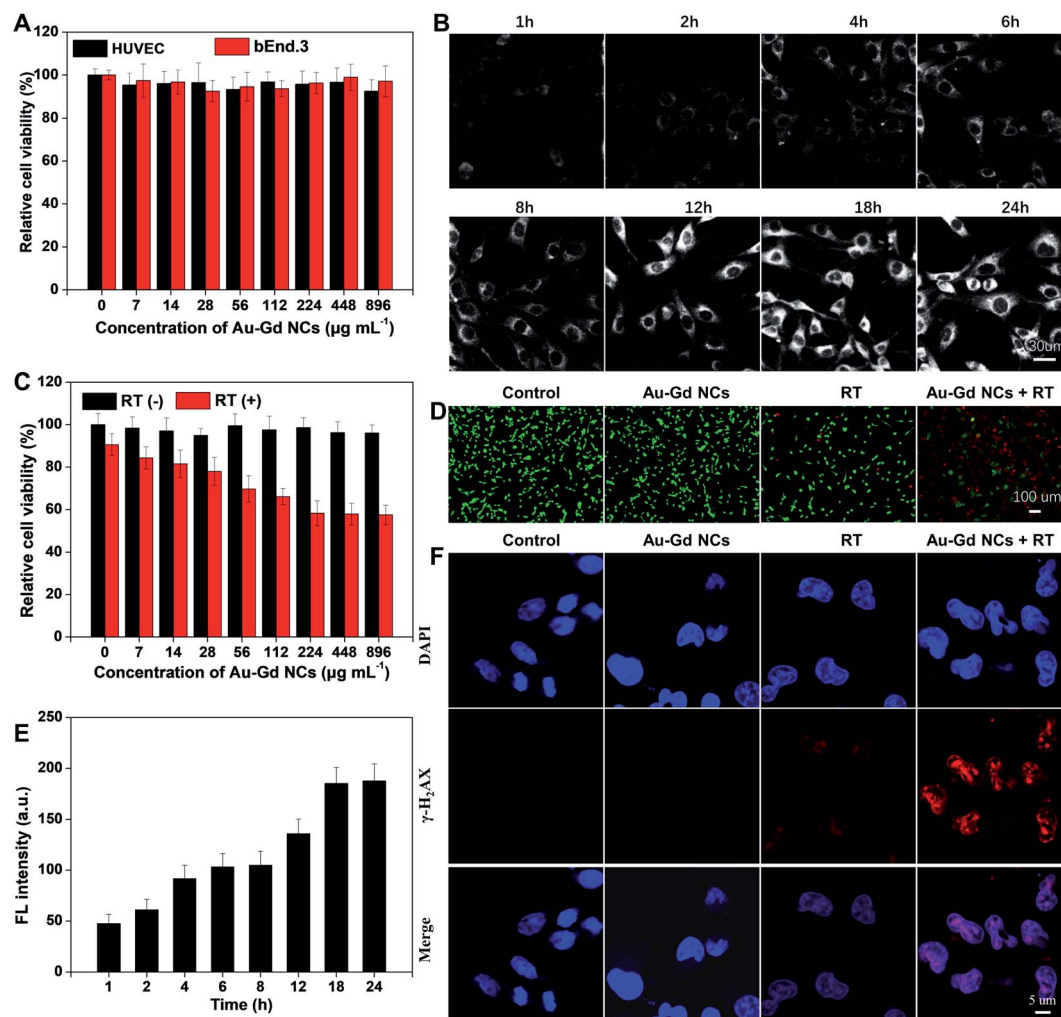 A
HUVEC bEnd.3
Relative cell viability (%)
120
100
80
60
40
20
0
0 7 14 28 56 112 224 448 896
Concentration of Au-Gd NCs (µg mL⁻¹)
B
1h 2h 4h 6h
8h 12h 18h 24h
30um
C
RT (-) RT (+)
Relative cell viability (%)
120
100
80
60
40
20
0
0 7 14 28 56 112 224 448 896
Concentration of Au-Gd NCs (µg mL⁻¹)
D
Control Au-Gd NCs RT Au-Gd NCs + RT
100 um
E
FL intensity (a.u.)
250
200
150
100
50
0
1 2 4 6 8 12 18 24
Time (h)
F
Control Au-Gd NCs RT Au-Gd NCs + RT
DAPI
γ-H₂AX
Merge
5 um